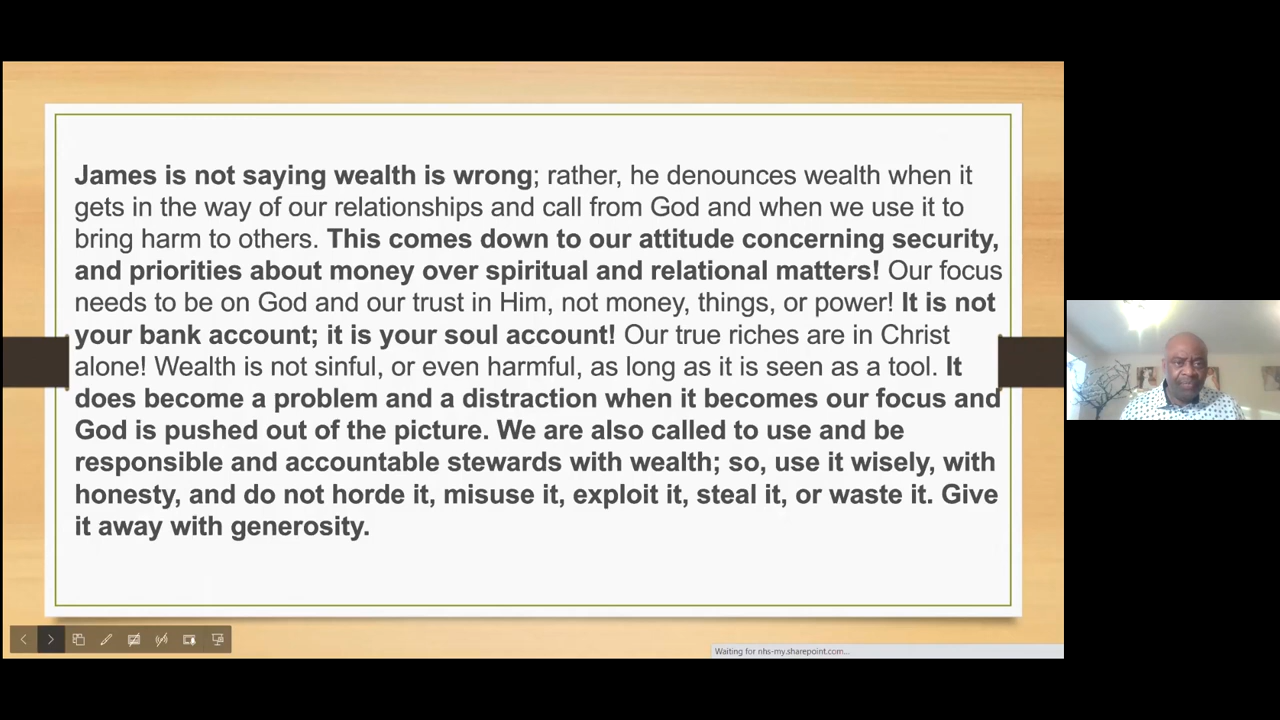 James is not saying wealth is wrong; rather, he denounces wealth when it
gets in the way of our relationships and call from God and when we use it to
bring harm to others. This comes down to our attitude concerning security,
and priorities about money over spiritual and relational matters! Our focus
needs to be on God and our trust in Him, not money, things, or power! It is not
your bank account; it is your soul account! Our true riches are in Christ
alone! Wealth is not sinful, or even harmful, as long as it is seen as a tool. It
does become a problem and a distraction when it becomes our focus and
God is pushed out of the picture. We are also called to use and be
responsible and accountable stewards with wealth; so, use it wisely, with
honesty, and do not horde it, misuse it, exploit it, steal it, or waste it. Give
it away with generosity.
Waiting for nhs-my.sharepoint.com...